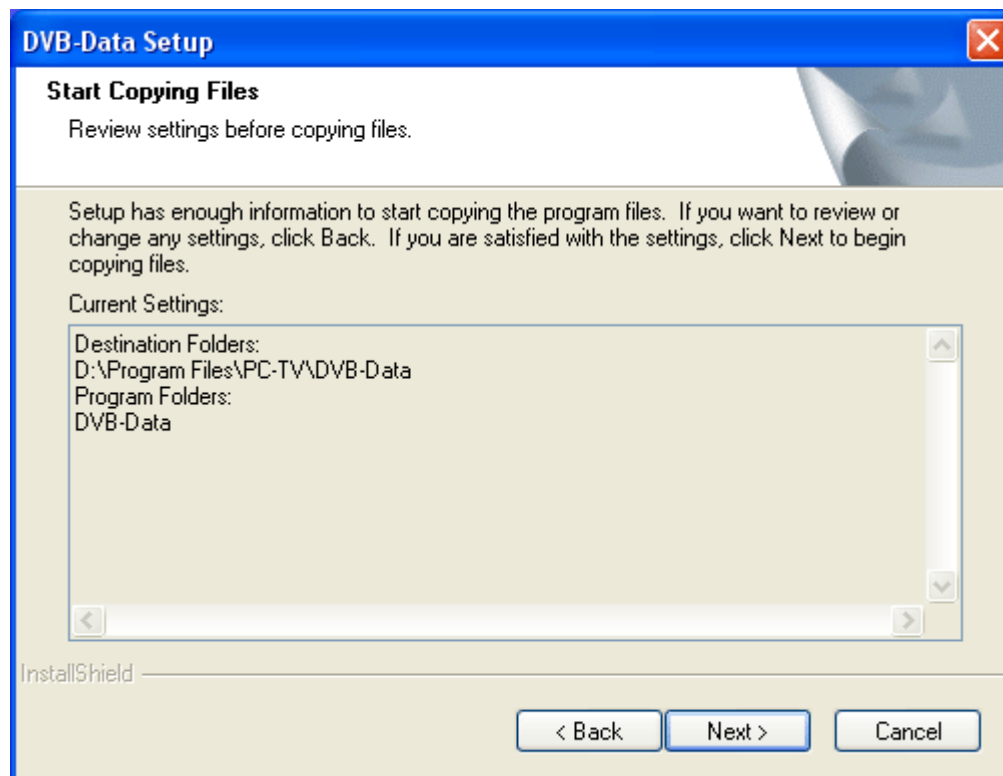 DVB-Data Setup
Start Copying Files
Review settings before copying files.
Setup has enough information to start copying the program files.  If you want to review or
change any settings, click Back.  If you are satisfied with the settings, click Next to begin
copying files.
Current Settings:
Destination Folders:
D:\Program Files\PC-TV\DVB-Data
Program Folders:
DVB-Data
InstallShield
< Back
Next >
Cancel